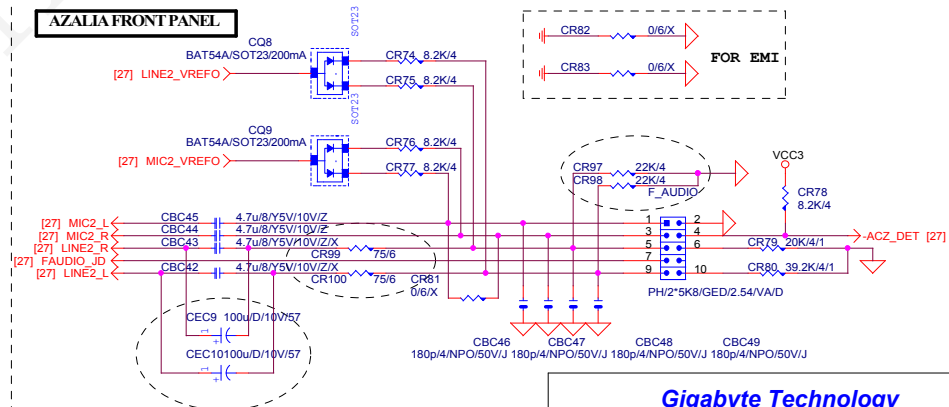 AZALIA FRONT PANEL
SOT23
CQ8
BAT54A/SOT23/200mA
[27] LINE2_VREFO
CR74 8.2K/4
CR75 8.2K/4
SOT23
CR82 0/6/X
CR83 0/6/X
FOR EMI
CQ9
BAT54A/SOT23/200mA
[27] MIC2_VREFO
CR76 8.2K/4
CR77 8.2K/4
CR97 22K/4
CR98 22K/4
F_AUDIO
VCC3
CR78
8.2K/4
[27] MIC2_L CBC45 4.7u/8/Y5V/10V/Z
[27] MIC2_R CBC44 4.7u/8/Y5V/10V/Z
[27] LINE2_R CBC43 4.7u/8/Y5V/10V/Z/X
CR99 75/6
[27] FAUDIO_JD
[27] LINE2_L CBC42 4.7u/8/Y5V/10V/Z/X
CR100 75/6
CR81
0/6/X
1 2
3 4
5 6
7
9 10
-ACZ_DET [27]
CR79 20K/4/1
CR80 39.2K/4/1
PH/2*5K8/GED/2.54/VA/D
CEC9 100u/D/10V/57
1
+
CEC10 100u/D/10V/57
1
+
CBC46 CBC47 CBC48 CBC49
180p/4/NPO/50V/J 180p/4/NPO/50V/J 180p/4/NPO/50V/J 180p/4/NPO/50V/J
Gigabyte Technology